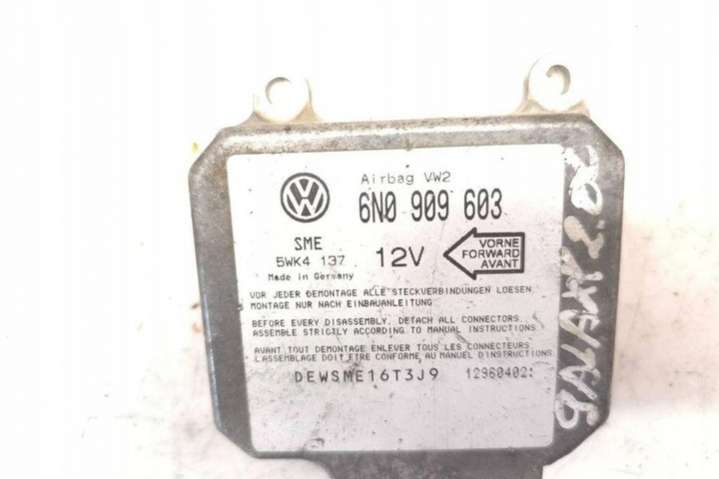 Airbag VW2
6N0 909 603
SME
5WK4 137
Made in Germany
12V
VORNE
FORWARD
AVANT
VOR JEDER DEMONTAGE ALLE STECKVERBINDUNGEN LOESEN
MONTAGE NUR NACH EINBAUANLEITUNG
BEFORE EVERY DISASSEMBLY, DETACH ALL CONNECTORS.
ASSEMBLE STRICTLY ACCORDING TO MANUAL INSTRUCTIONS
AVANT TOUT DEMONTAGE ENLEVER TOUS LES CONNECTEURS
L'ASSEMBLAGE DOIT ETRE CONFORME AU MANUEL D'INSTRUCTIONS
DEWSME16T3J9
12960402
GALAXY 2.0